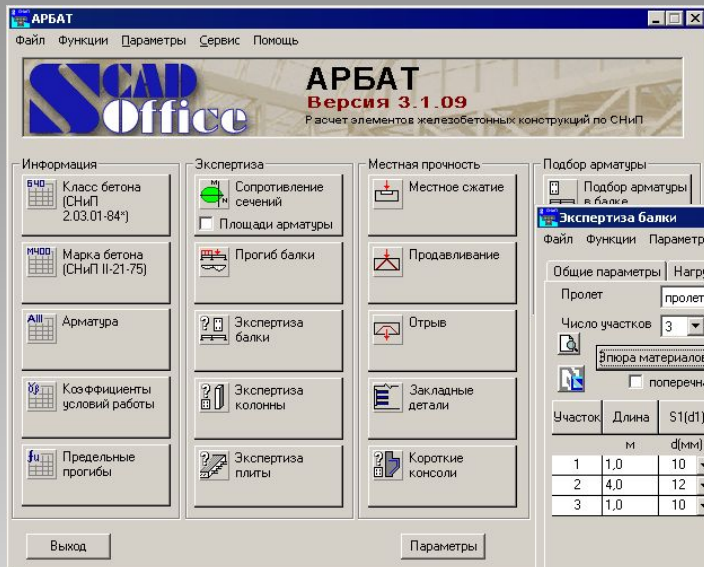 АРБАТ
Файл Функции Параметры Сервис Помощь
SCAD
Office
АРБАТ
Версия 3.1.09
Расчет элементов железобетонных конструкций по СНиП
Информация
БЧО
Класс бетона
(СНиП
2.03.01-84*)
МЧОО
Марка бетона
(СНиП II-21-75)
AIII
Арматура
γβ
Коэффициенты
условий работы
fu
Предельные
прогибы
Экспертиза
M
N
Сопротивление
сечений
Площади арматуры
Прогиб балки
Экспертиза
балки
Экспертиза
колонны
Экспертиза
плиты
Местная прочность
Местное сжатие
Продавливание
Отрыв
Закладные
детали
Короткие
консоли
Подбор арматуры
Подбор арматуры
в балке
Экспертиза балки
Файл Функции Параметр
Общие параметры Нагру
Пролет пролет
Число участков 3
Эпюра материалов
поперечна
Участок Длина S1(d1)
м d(мм)
1 1,0 10
2 4,0 12
3 1,0 10
Выход
Параметры